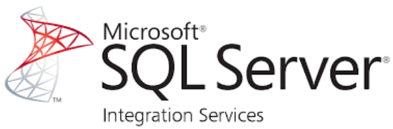 Microsoft®
SQL Server®
™
Integration Services